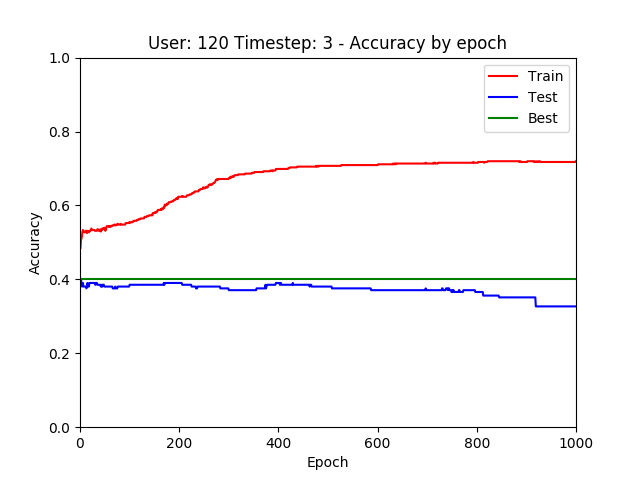 User: 120 Timestep: 3 - Accuracy by epoch
1.0
0.8
0.6
0.4
0.2
0.0
Accuracy
Train
Test
Best
0 200 400 600 800 1000
Epoch